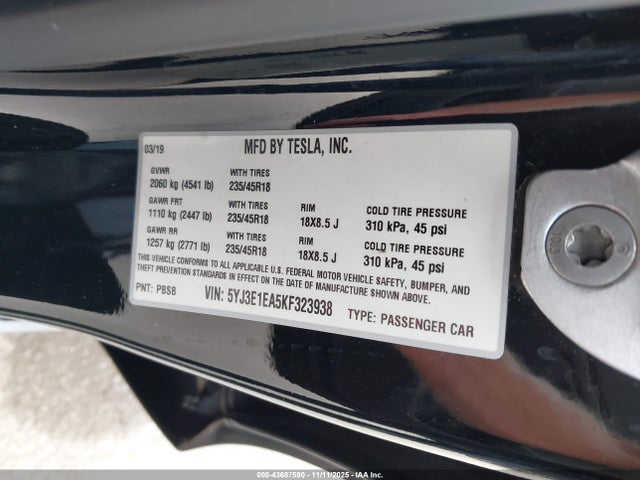 03/19 MFD BY TESLA, INC.
GVWR WITH TIRES
2060 kg (4541 lb) 235/45R18
GAWR FRT WITH TIRES RIM COLD TIRE PRESSURE
1110 kg (2447 lb) 235/45R18 18X8.5 J 310 kPa, 45 psi
GAWR RR WITH TIRES RIM COLD TIRE PRESSURE
1257 kg (2771 lb) 235/45R18 18X8.5 J 310 kPa, 45 psi
THIS VEHICLE CONFORMS TO ALL APPLICABLE U.S. FEDERAL MOTOR VEHICLE SAFETY, BUMPER, AND
THEFT PREVENTION STANDARDS IN EFFECT ON THE DATE OF MANUFACTURE SHOWN ABOVE.
PNT: PBSB VIN: 5YJ3E1EA5KF323938 TYPE: PASSENGER CAR
000-43687590 - 11/11/2025 - IAA Inc.